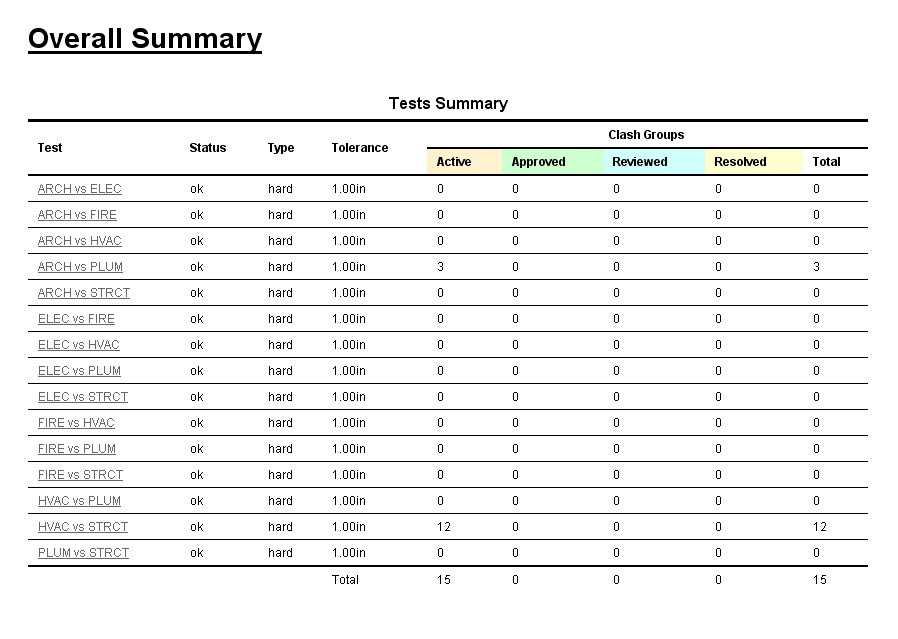 Overall Summary
Tests Summary
Clash Groups
Test Status Type Tolerance
Active Approved Reviewed Resolved Total
ARCH vs ELEC ok hard 1.00in 0 0 0 0 0
ARCH vs FIRE ok hard 1.00in 0 0 0 0 0
ARCH vs HVAC ok hard 1.00in 0 0 0 0 0
ARCH vs PLUM ok hard 1.00in 3 0 0 0 3
ARCH vs STRCT ok hard 1.00in 0 0 0 0 0
ELEC vs FIRE ok hard 1.00in 0 0 0 0 0
ELEC vs HVAC ok hard 1.00in 0 0 0 0 0
ELEC vs PLUM ok hard 1.00in 0 0 0 0 0
ELEC vs STRCT ok hard 1.00in 0 0 0 0 0
FIRE vs HVAC ok hard 1.00in 0 0 0 0 0
FIRE vs PLUM ok hard 1.00in 0 0 0 0 0
FIRE vs STRCT ok hard 1.00in 0 0 0 0 0
HVAC vs PLUM ok hard 1.00in 0 0 0 0 0
HVAC vs STRCT ok hard 1.00in 12 0 0 0 12
PLUM vs STRCT ok hard 1.00in 0 0 0 0 0
Total 15 0 0 0 15